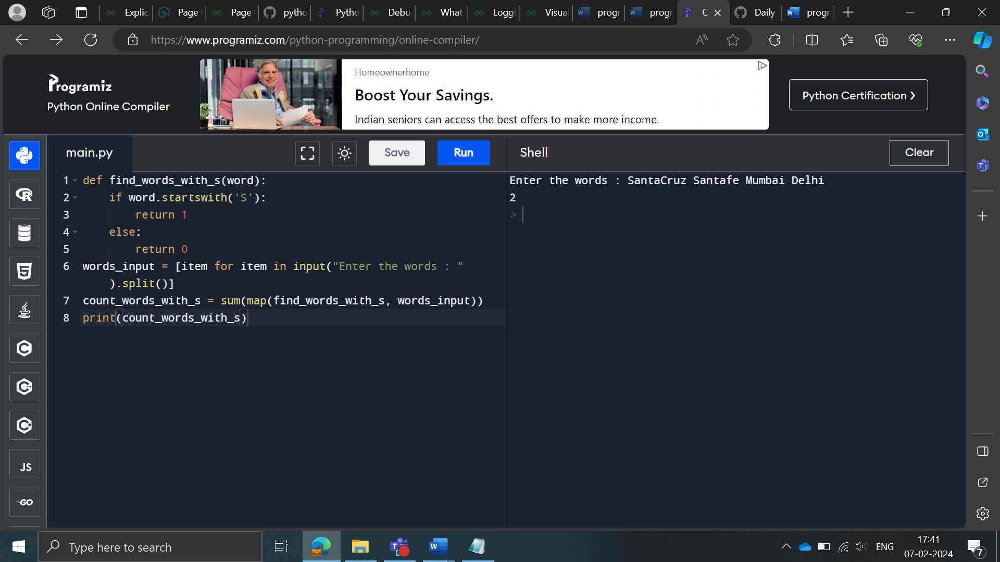 Explic
Page
Page
pytho
Pytho
Debu
What
Loggi
Visua
progr
progr
C
Daily_
progr
https://www.programiz.com/python-programming/online-compiler/
Programiz
Python Online Compiler
Homeownerhome
Boost Your Savings.
Indian seniors can access the best offers to make more income.
Python Certification ❯
main.py
Save
Run
Shell
Clear
1 def find_words_with_s(word):
2 if word.startswith('S'):
3 return 1
4 else:
5 return 0
6 words_input = [item for item in input("Enter the words : "
).split()]
7 count_words_with_s = sum(map(find_words_with_s, words_input))
8 print(count_words_with_s)
Enter the words : SantaCruz Santafe Mumbai Delhi
2
>
JS
GO
Type here to search
ENG
17:41
07-02-2024
7